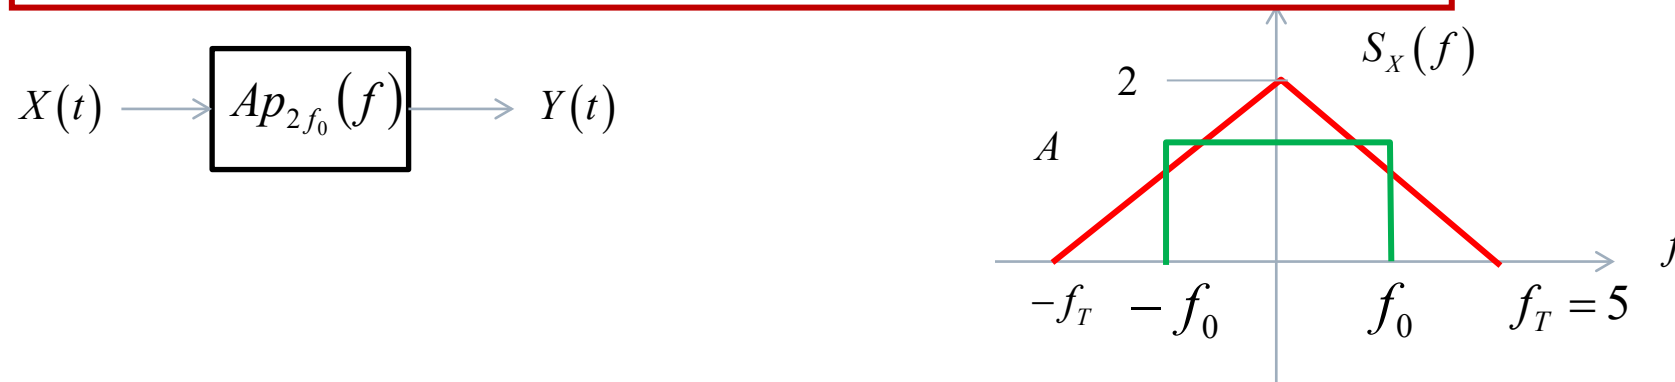 S_X(f)
2
X(t) Ap_{2f_0}(f) Y(t)
A
f
-f_T -f_0 f_0 f_T = 5